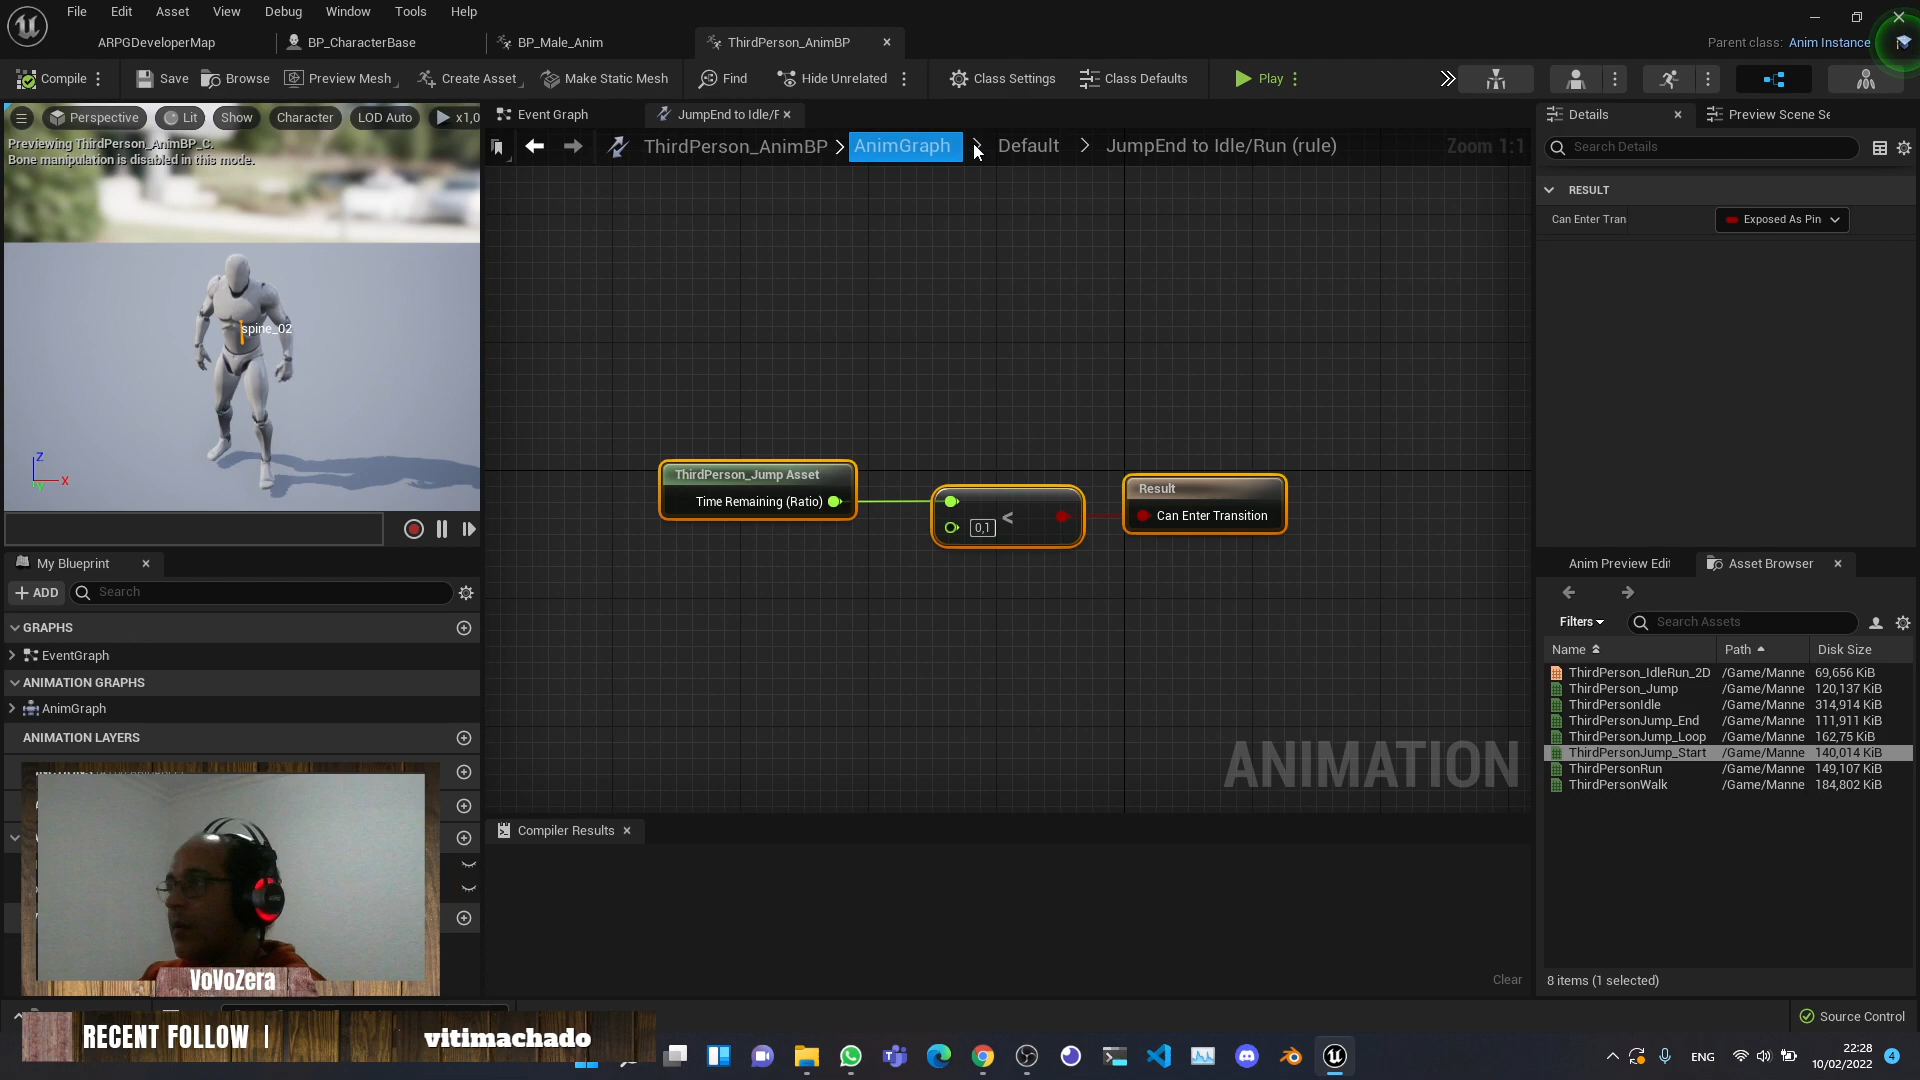 File Edit Asset View Debug Window Tools Help
ARPGDeveloperMap BP_CharacterBase BP_Male_Anim ThirdPerson_AnimBP
Parent class: Anim Instance
Compile Save Browse Preview Mesh Create Asset Make Static Mesh Find Hide Unrelated Class Settings Class Defaults Play
Perspective Lit Show Character LOD Auto x1,0
Previewing ThirdPerson_AnimBP_C.
Bone manipulation is disabled in this mode.
spine_02
Z
X
Y
Event Graph JumpEnd to Idle/F
ThirdPerson_AnimBP > AnimGraph > Default > JumpEnd to Idle/Run (rule)
Zoom 1:1
ThirdPerson_Jump Asset
Time Remaining (Ratio)
0,1 <
Result
Can Enter Transition
ANIMATION
Compiler Results
Clear
My Blueprint
ADD Search
GRAPHS
EventGraph
ANIMATION GRAPHS
AnimGraph
ANIMATION LAYERS
VoVoZera
RECENT FOLLOW | vitimachado
Details Preview Scene Se
Search Details
RESULT
Can Enter Tran Exposed As Pin
Anim Preview Edit Asset Browser
Filters Search Assets
Name Path Disk Size
ThirdPerson_IdleRun_2D /Game/Manne 69,656 KiB
ThirdPerson_Jump /Game/Manne 120,137 KiB
ThirdPersonIdle /Game/Manne 314,914 KiB
ThirdPersonJump_End /Game/Manne 111,911 KiB
ThirdPersonJump_Loop /Game/Manne 162,75 KiB
ThirdPersonJump_Start /Game/Manne 140,014 KiB
ThirdPersonRun /Game/Manne 149,107 KiB
ThirdPersonWalk /Game/Manne 184,802 KiB
8 items (1 selected)
Source Control
ENG
22:28
10/02/2022
4